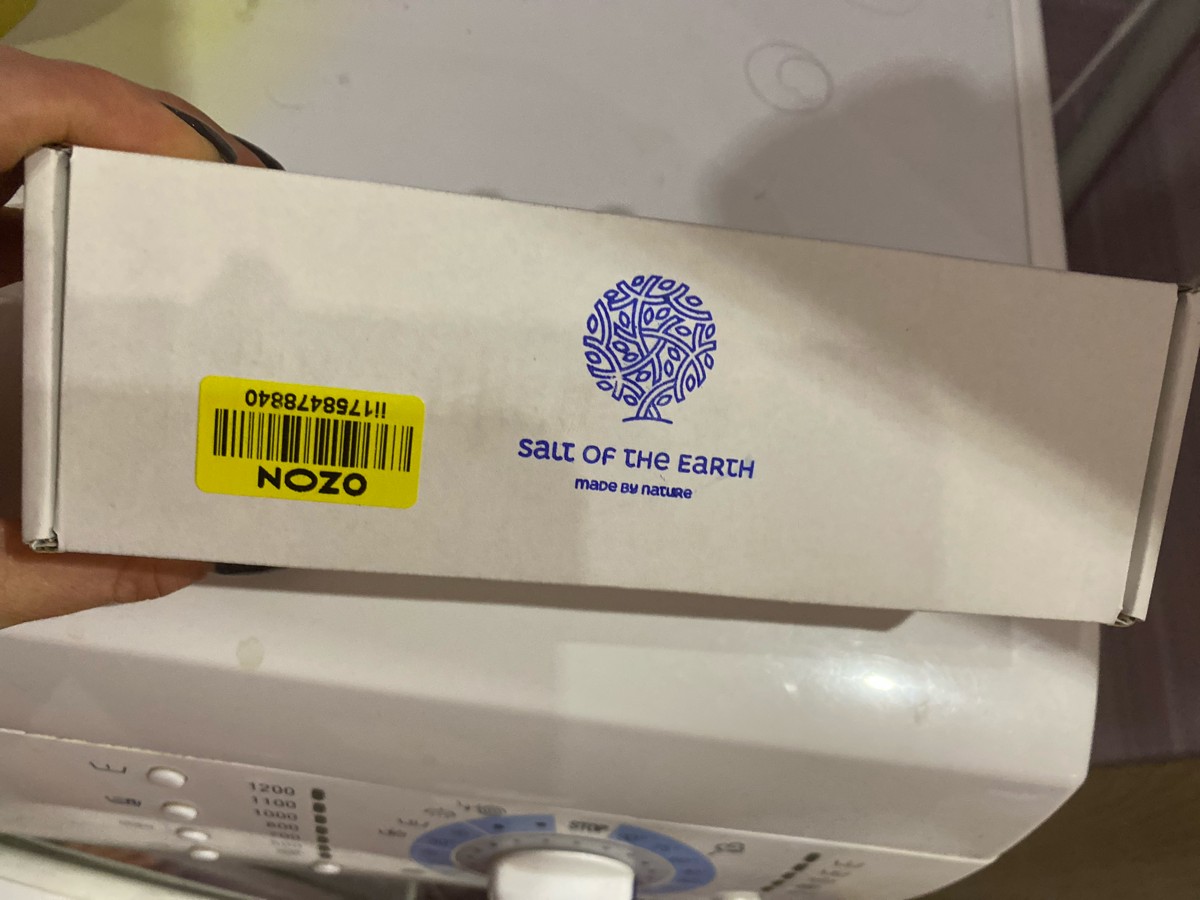 ii1758478840
OZON
salt of the earth
made by nature
1200
1100
1000
STOP